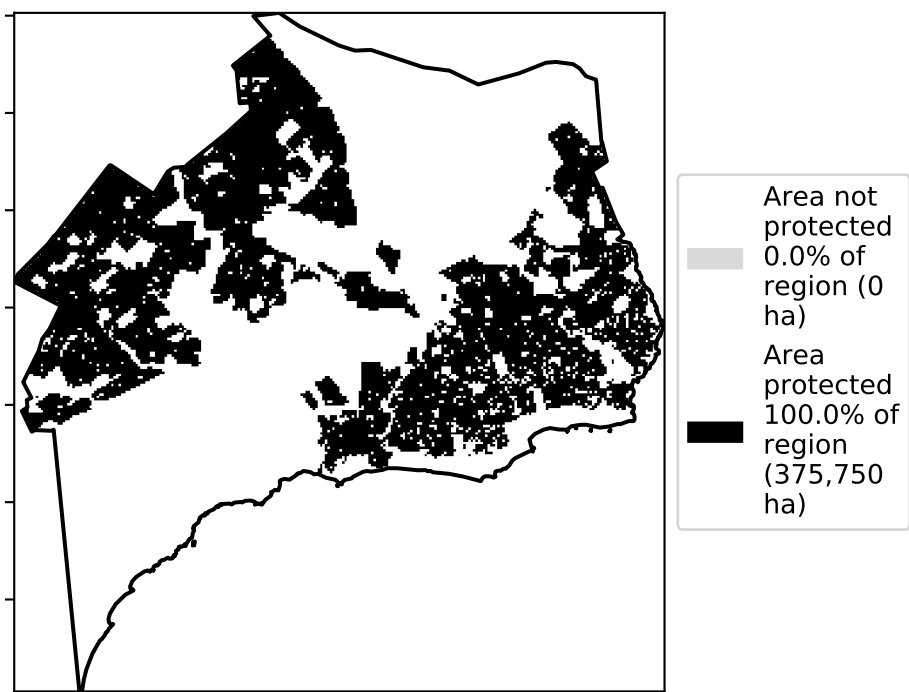 Area not
protected
0.0% of
region (0
ha)
Area
protected
100.0% of
region
(375,750
ha)